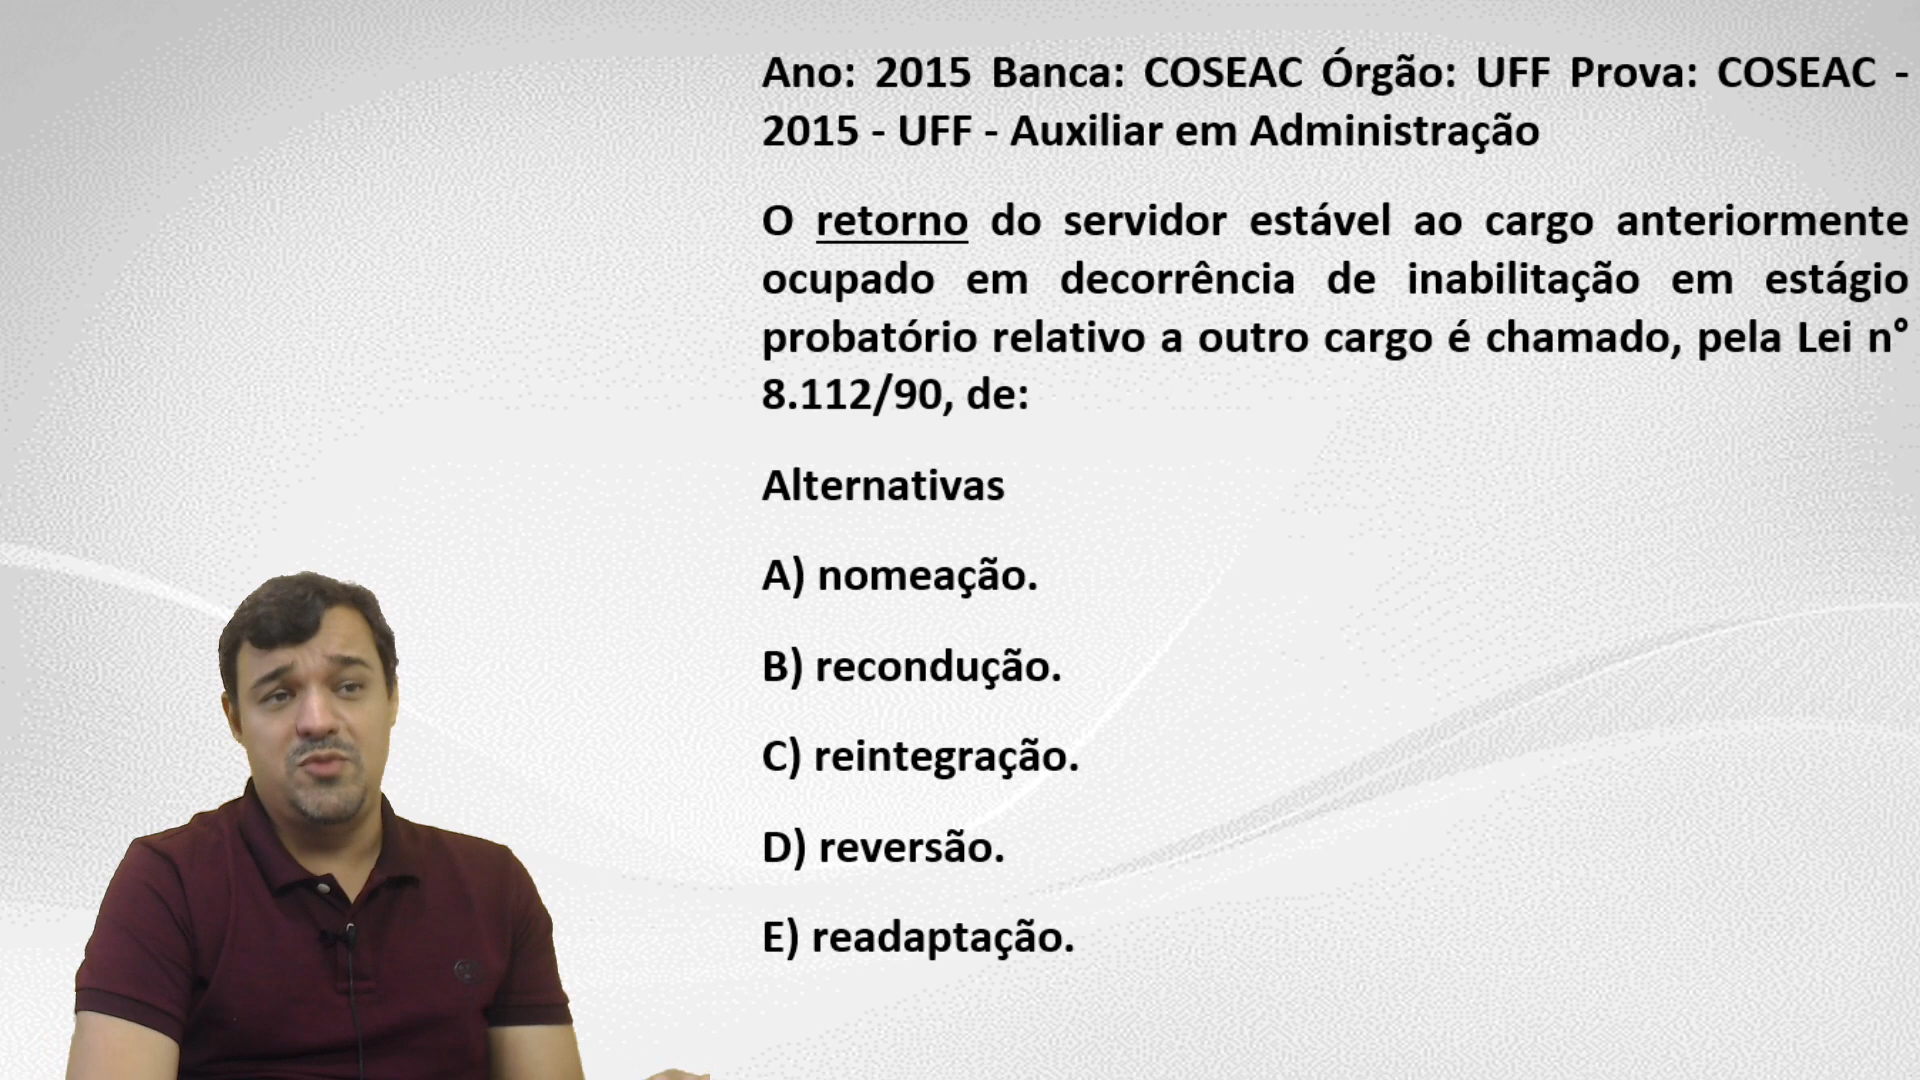 Ano: 2015 Banca: COSEAC Órgão: UFF Prova: COSEAC -
2015 - UFF - Auxiliar em Administração
O retorno do servidor estável ao cargo anteriormente
ocupado em decorrência de inabilitação em estágio
probatório relativo a outro cargo é chamado, pela Lei n°
8.112/90, de:
Alternativas
A) nomeação.
B) recondução.
C) reintegração.
D) reversão.
E) readaptação.